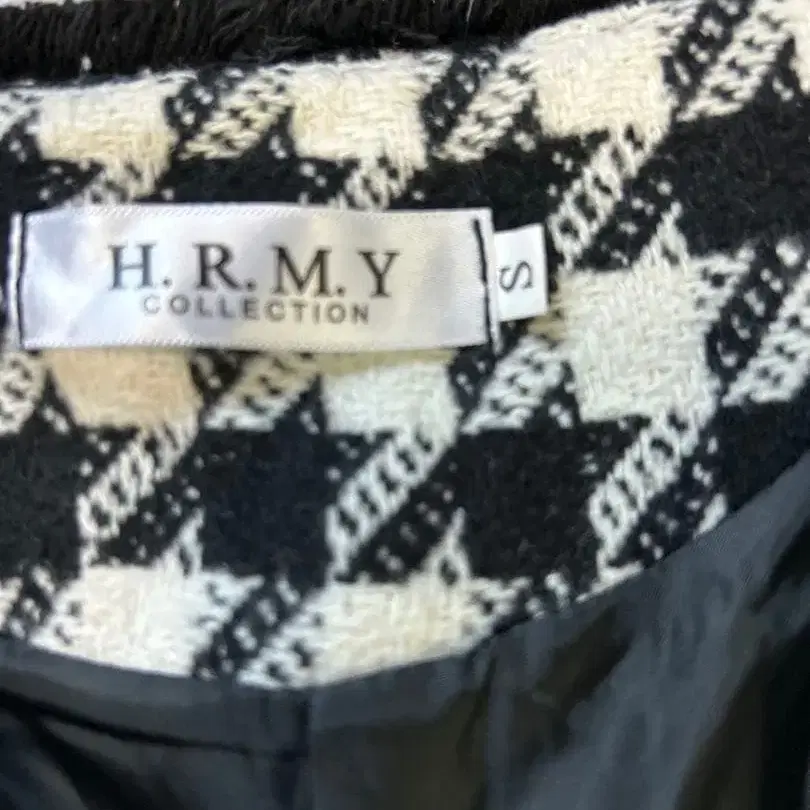 H. R. M. Y
COLLECTION
S